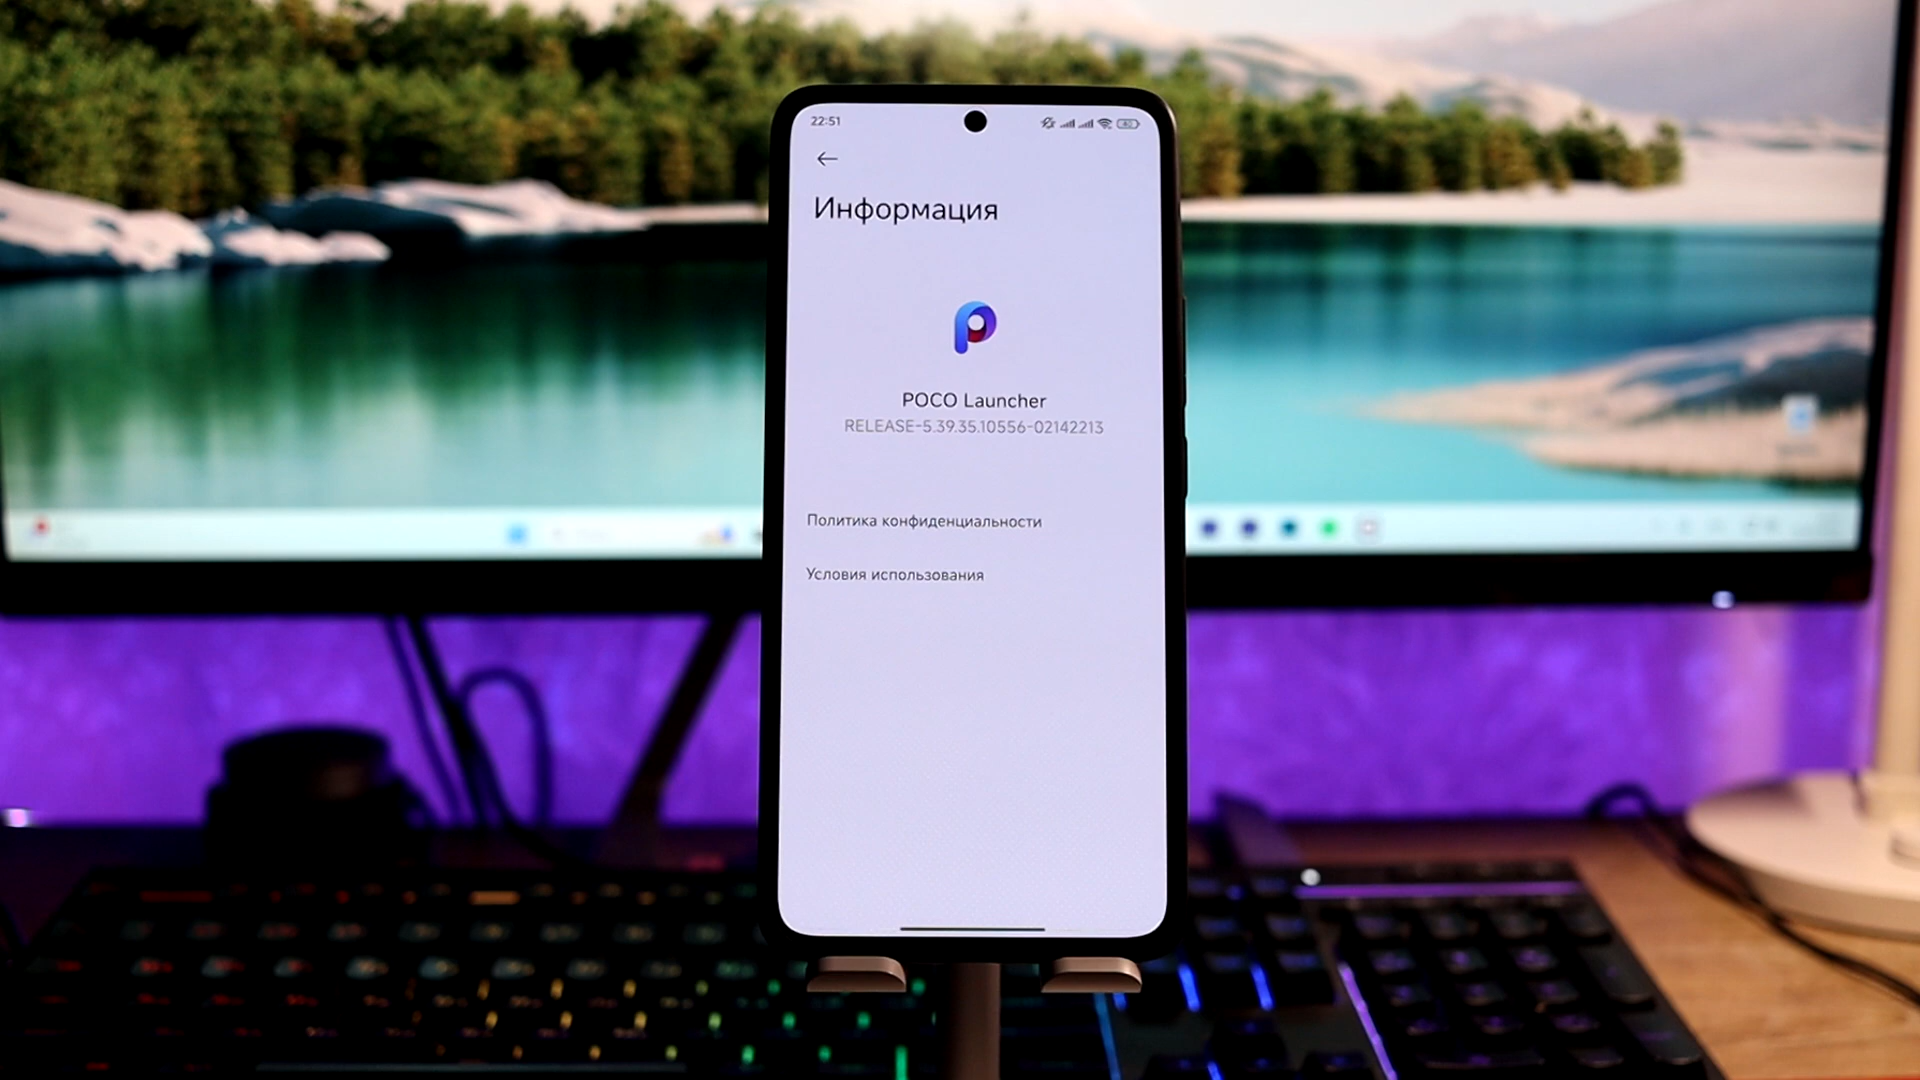 22:51
Информация
POCO Launcher
RELEASE-5.39.35.10556-02142213
Политика конфиденциальности
Условия использования